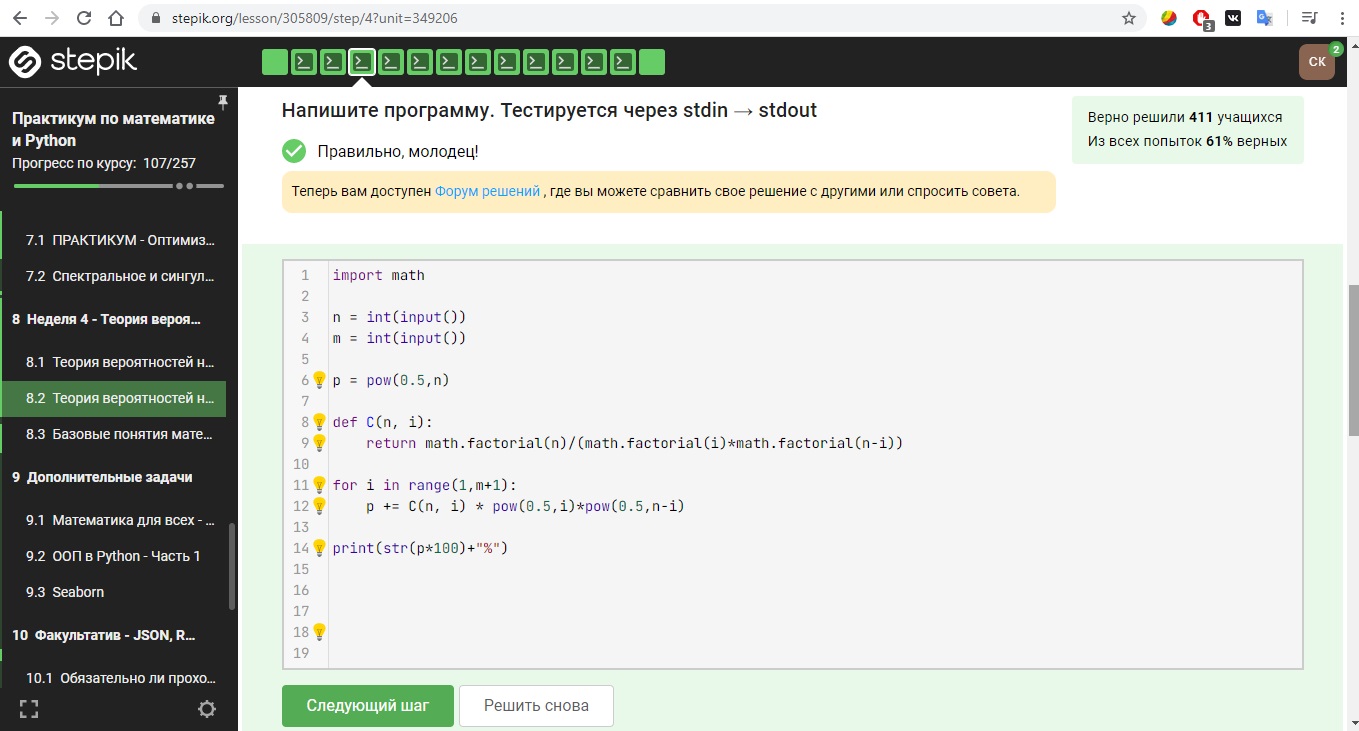 stepik.org/lesson/305809/step/4?unit=349206
3
stepik
СК
2
Практикум по математике
и Python
Прогресс по курсу: 107/257
7.1 ПРАКТИКУМ - Оптимиз...
7.2 Спектральное и сингул...
8 Неделя 4 - Теория вероя...
8.1 Теория вероятностей н...
8.2 Теория вероятностей н...
8.3 Базовые понятия мате...
9 Дополнительные задачи
9.1 Математика для всех - ...
9.2 ООП в Python - Часть 1
9.3 Seaborn
10 Факультатив - JSON, R...
10.1 Обязательно ли прохо...
Напишите программу. Тестируется через stdin → stdout
Правильно, молодец!
Теперь вам доступен Форум решений , где вы можете сравнить свое решение с другими или спросить совета.
Верно решили 411 учащихся
Из всех попыток 61% верных
1 import math
2
3 n = int(input())
4 m = int(input())
5
6 p = pow(0.5,n)
7
8 def C(n, i):
9     return math.factorial(n)/(math.factorial(i)*math.factorial(n-i))
10
11 for i in range(1,m+1):
12     p += C(n, i) * pow(0.5,i)*pow(0.5,n-i)
13
14 print(str(p*100)+"%")
15
16
17
18
19
Следующий шаг
Решить снова